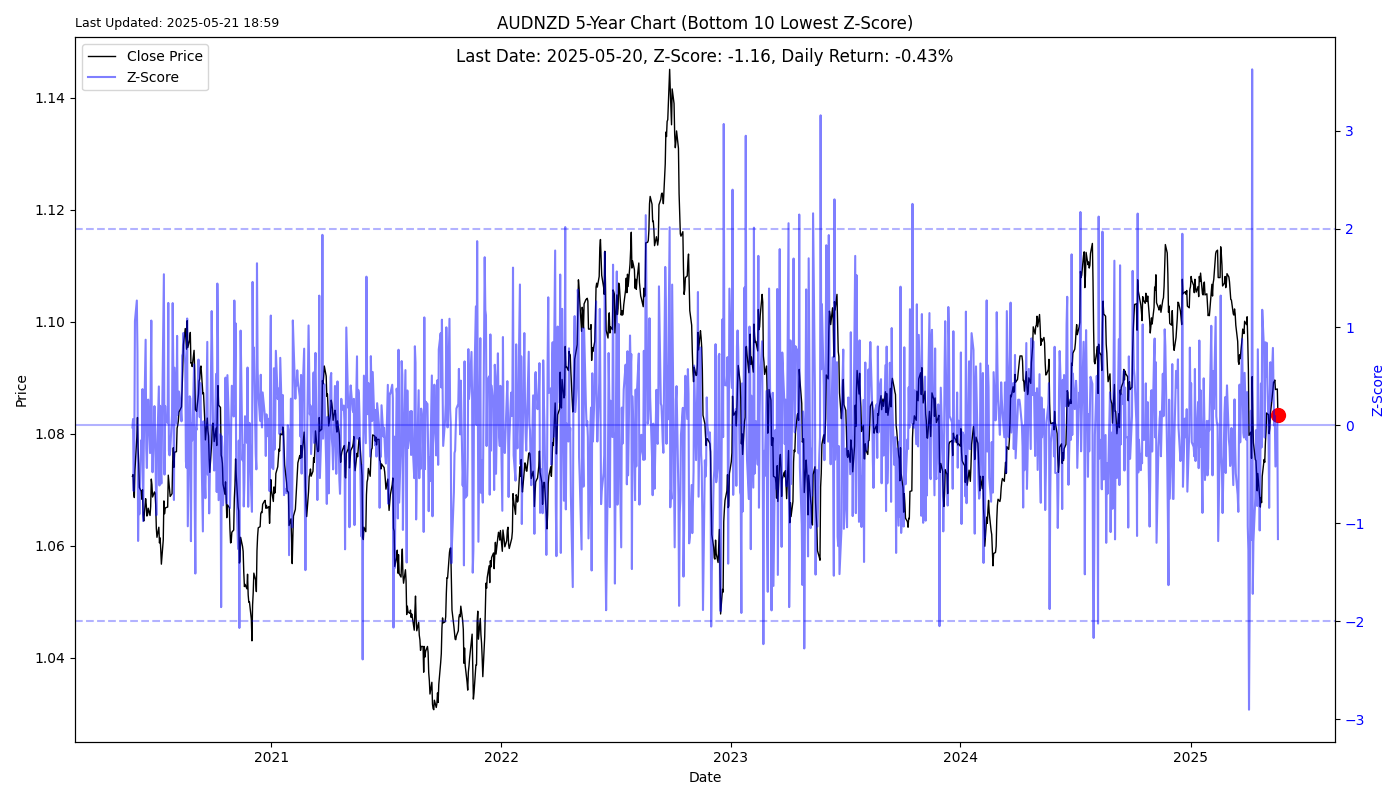 Last Updated: 2025-05-21 18:59
AUDNZD 5-Year Chart (Bottom 10 Lowest Z-Score)
Last Date: 2025-05-20, Z-Score: -1.16, Daily Return: -0.43%
Close Price
Z-Score
Price
1.14
1.12
1.10
1.08
1.06
1.04
3
2
1
0
−1
−2
−3
Z-Score
2021
2022
2023
2024
2025
Date